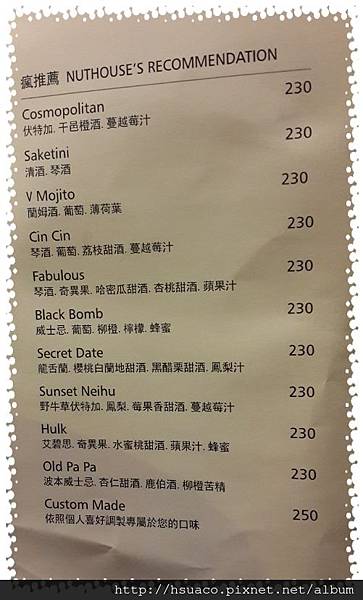 瘋推薦 NUTHOUSE'S RECOMMENDATION
Cosmopolitan 230
伏特加. 干邑橙酒. 蔓越莓汁
Saketini 230
清酒. 琴酒
V Mojito 230
蘭姆酒. 葡萄. 薄荷葉
Cin Cin 230
琴酒. 葡萄. 荔枝甜酒. 蔓越莓汁
Fabulous 230
琴酒. 奇異果. 哈密瓜甜酒. 杏桃甜酒. 蘋果汁
Black Bomb 230
威士忌. 葡萄. 柳橙. 檸檬. 蜂蜜
Secret Date 230
龍舌蘭. 櫻桃白蘭地甜酒. 黑醋栗甜酒. 鳳梨汁
Sunset Neihu 230
野牛草伏特加. 鳳梨. 莓果香甜酒. 蔓越莓汁
Hulk 230
艾碧思. 奇異果. 水蜜桃甜酒. 蘋果汁. 蜂蜜
Old Pa Pa 230
波本威士忌. 杏仁甜酒. 鹿伯酒. 柳橙苦精
Custom Made 250
依照個人喜好調製專屬於您的口味
http://hsuaco.pixnet.net/album